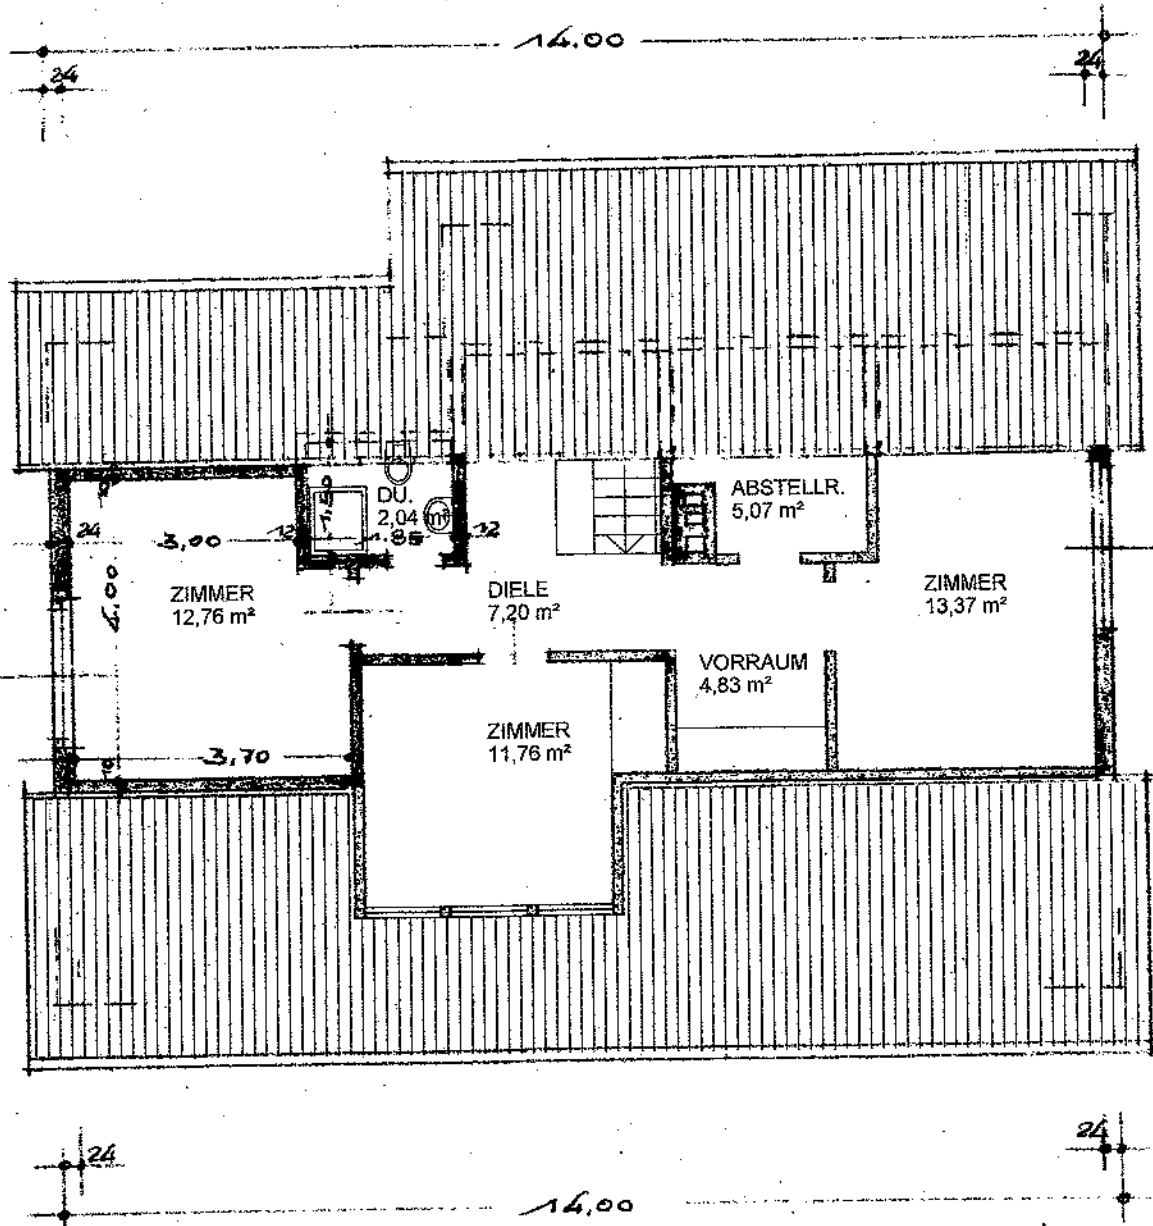 14.00
24
24
1,50
DU.
2,04 m²
ABSTELLR.
5,07 m²
24
3,00
12
1.85
12
4,00
ZIMMER
12,76 m²
DIELE
7,20 m²
ZIMMER
13,37 m²
VORRAUM
4,83 m²
ZIMMER
11,76 m²
3,70
10
24
24
14,00